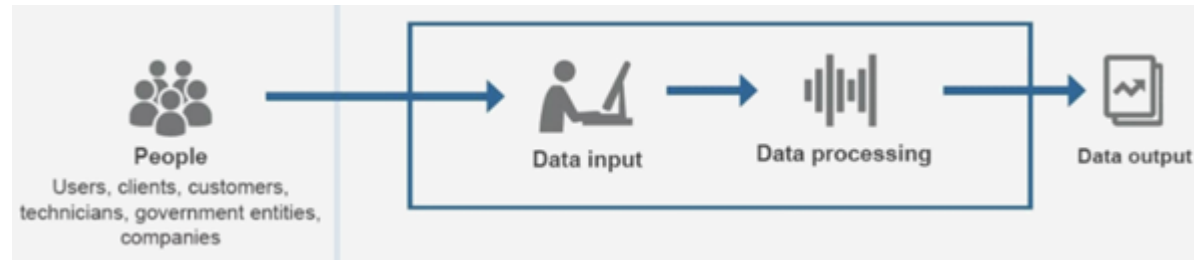 People
Users, clients, customers,
technicians, government entities,
companies
Data input
Data processing
Data output